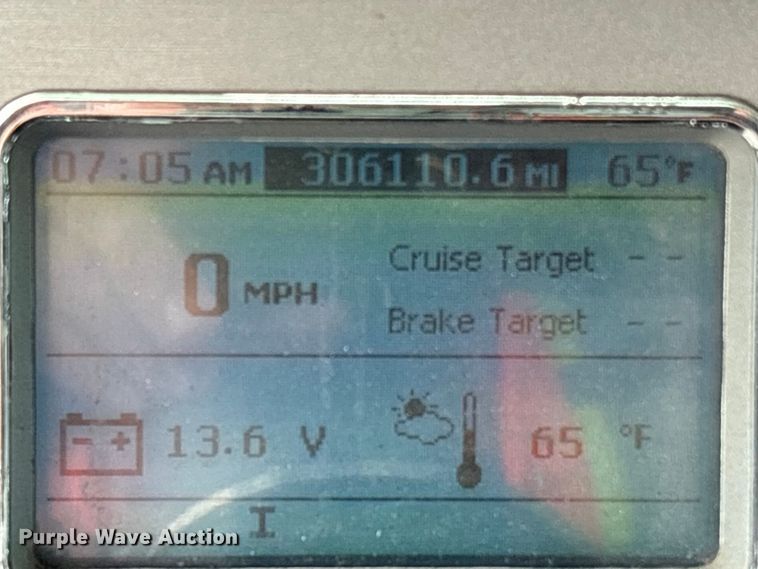 07:05 AM 306110.6 MI 65°F
0 MPH
Cruise Target --
Brake Target --
- + 13.6 V 65 °F
I
Purple Wave Auction